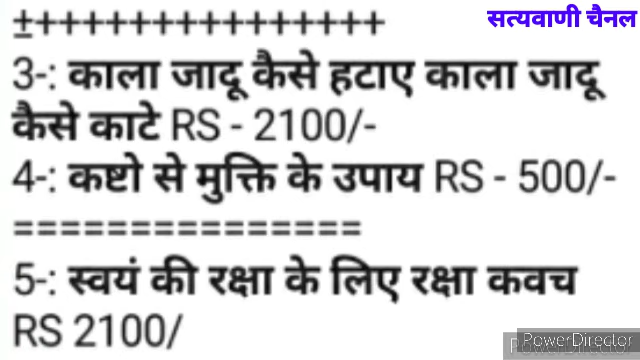 ±+++++++++++++++ सत्यवाणी चैनल
3-: काला जादू कैसे हटाए काला जादू
कैसे काटे RS - 2100/-
4-: कष्टो से मुक्ति के उपाय RS - 500/-
===============
5-: स्वयं की रक्षा के लिए रक्षा कवच
RS 2100/
PowerDirector